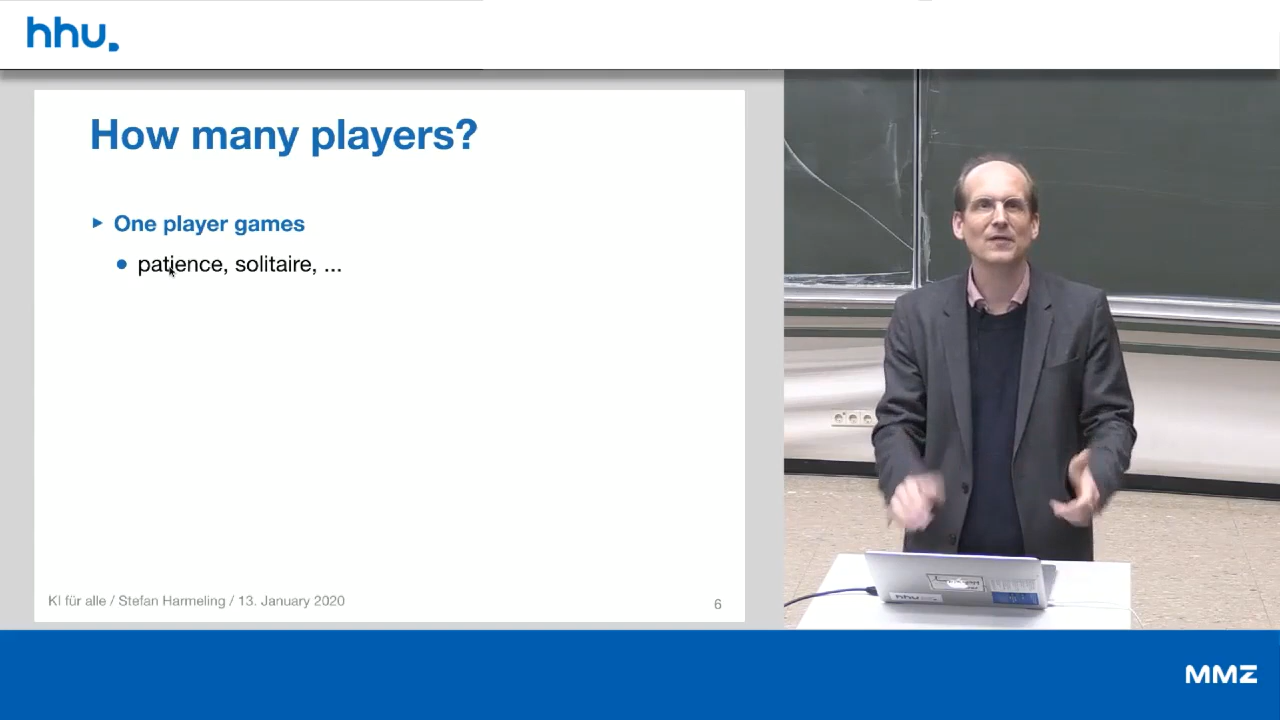 hhu.
How many players?
▶ One player games
● patience, solitaire, ...
KI für alle / Stefan Harmeling / 13. January 2020
6
hhu
MMZ